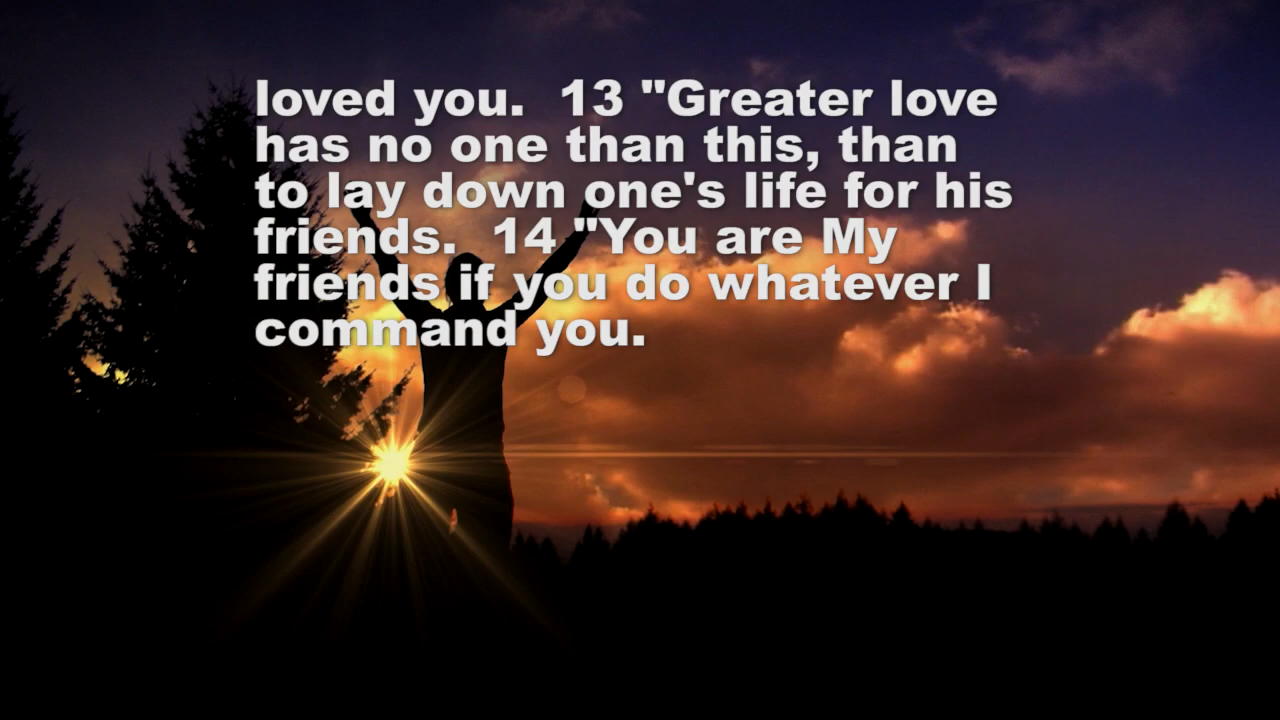 loved you.  13 "Greater love
has no one than this, than
to lay down one's life for his
friends.  14 "You are My
friends if you do whatever I
command you.